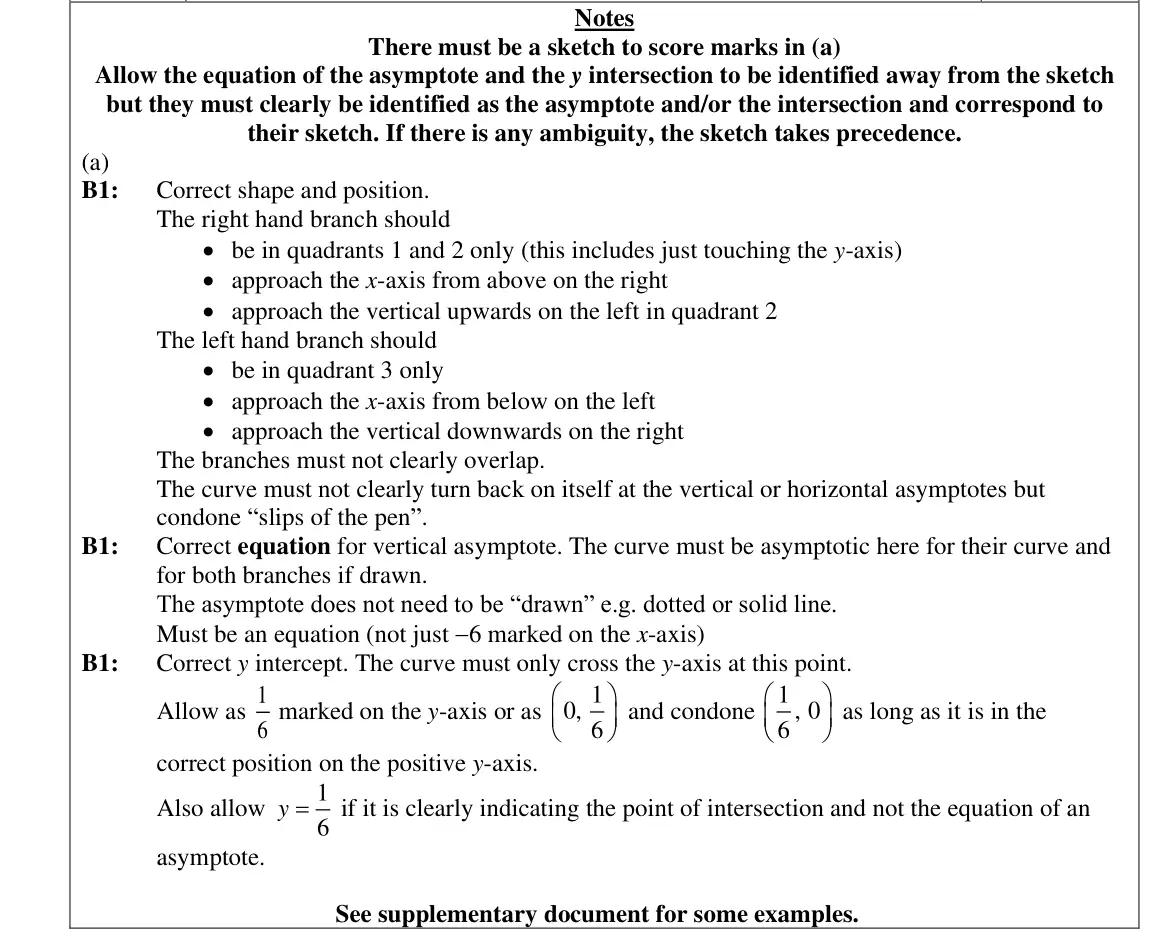 Notes
There must be a sketch to score marks in (a)
Allow the equation of the asymptote and the y intersection to be identified away from the sketch
but they must clearly be identified as the asymptote and/or the intersection and correspond to
their sketch. If there is any ambiguity, the sketch takes precedence.
(a)
B1: Correct shape and position.
The right hand branch should
• be in quadrants 1 and 2 only (this includes just touching the y-axis)
• approach the x-axis from above on the right
• approach the vertical upwards on the left in quadrant 2
The left hand branch should
• be in quadrant 3 only
• approach the x-axis from below on the left
• approach the vertical downwards on the right
The branches must not clearly overlap.
The curve must not clearly turn back on itself at the vertical or horizontal asymptotes but
condone “slips of the pen”.
B1: Correct equation for vertical asymptote. The curve must be asymptotic here for their curve and
for both branches if drawn.
The asymptote does not need to be “drawn” e.g. dotted or solid line.
Must be an equation (not just −6 marked on the x-axis)
B1: Correct y intercept. The curve must only cross the y-axis at this point.
Allow as 1/6 marked on the y-axis or as (0, 1/6) and condone (1/6, 0) as long as it is in the
correct position on the positive y-axis.
Also allow y = 1/6 if it is clearly indicating the point of intersection and not the equation of an
asymptote.
See supplementary document for some examples.